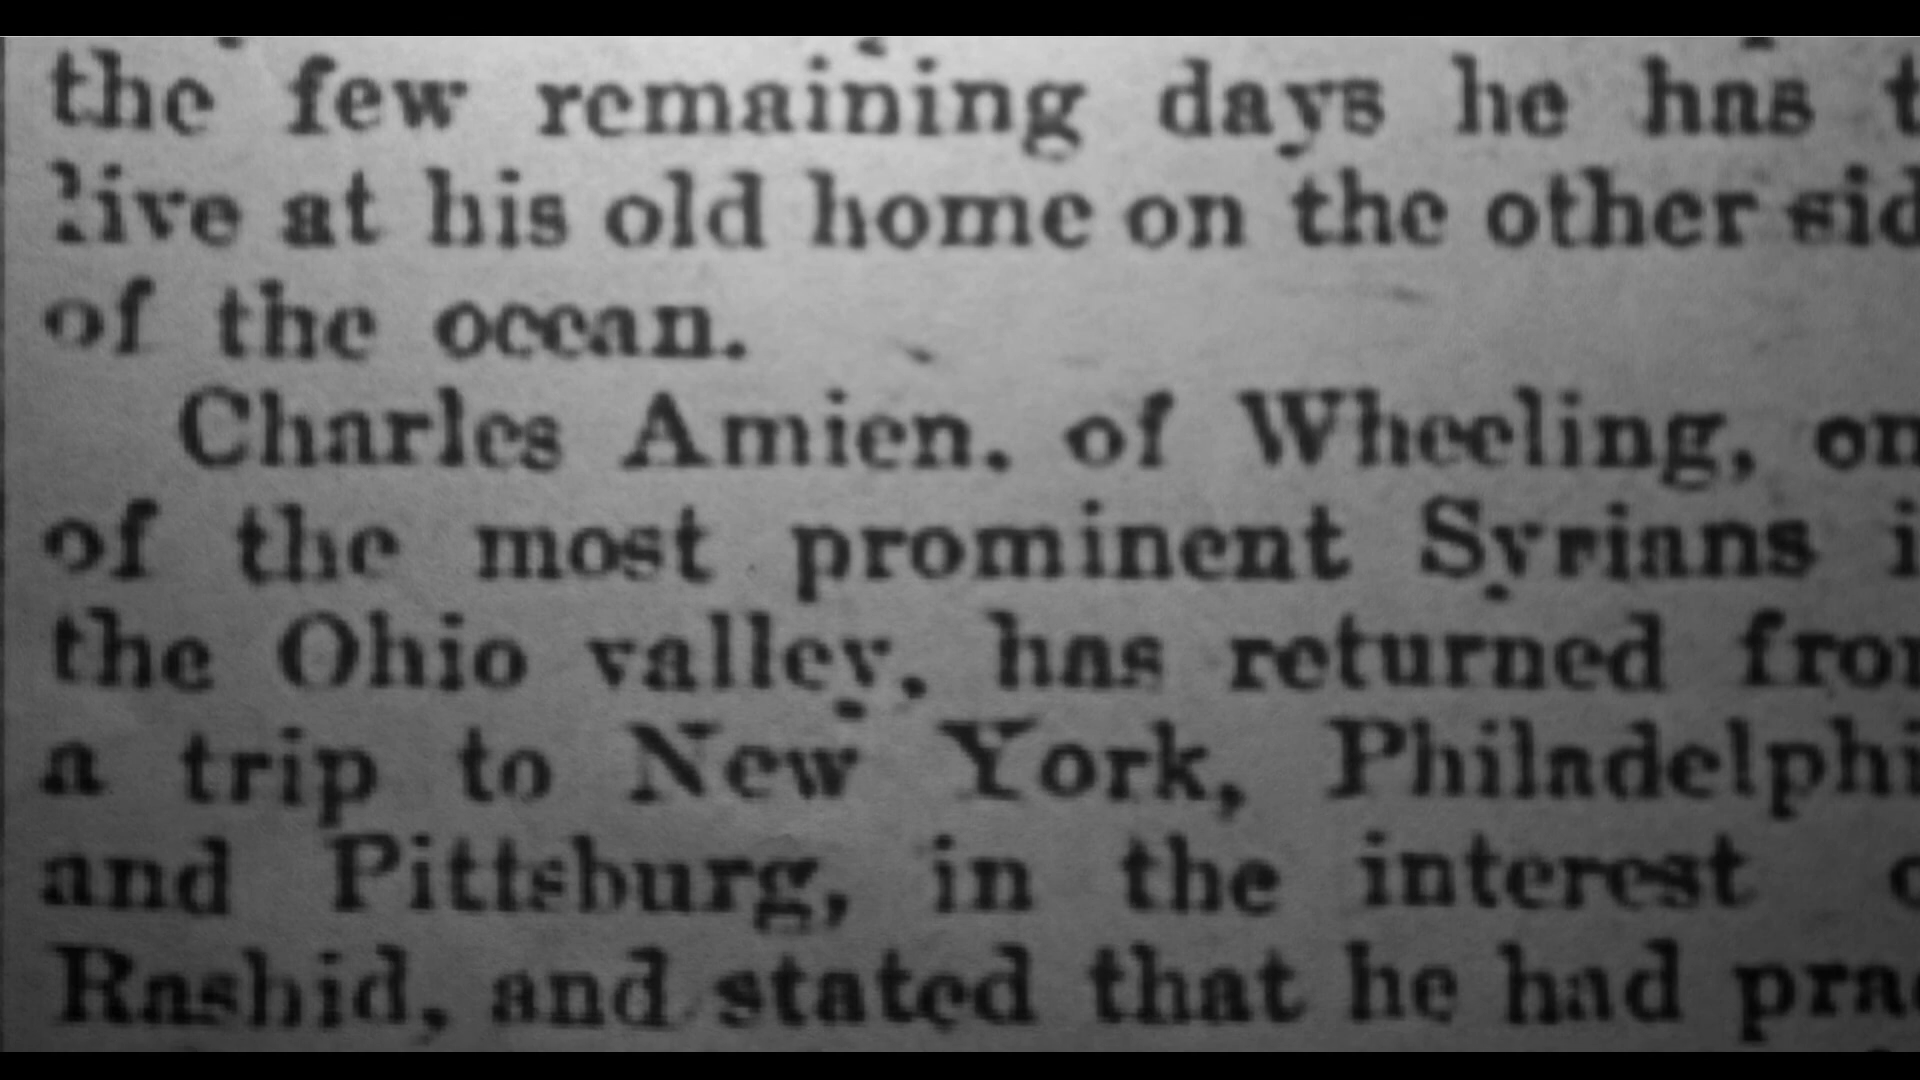 the few remaining days he has t
live at his old home on the other sid
of the ocean.
Charles Amien, of Wheeling, on
of the most prominent Syrians i
the Ohio valley, has returned fro
a trip to New York, Philadelphi
and Pittsburg, in the interest o
Rashid, and stated that he had prac